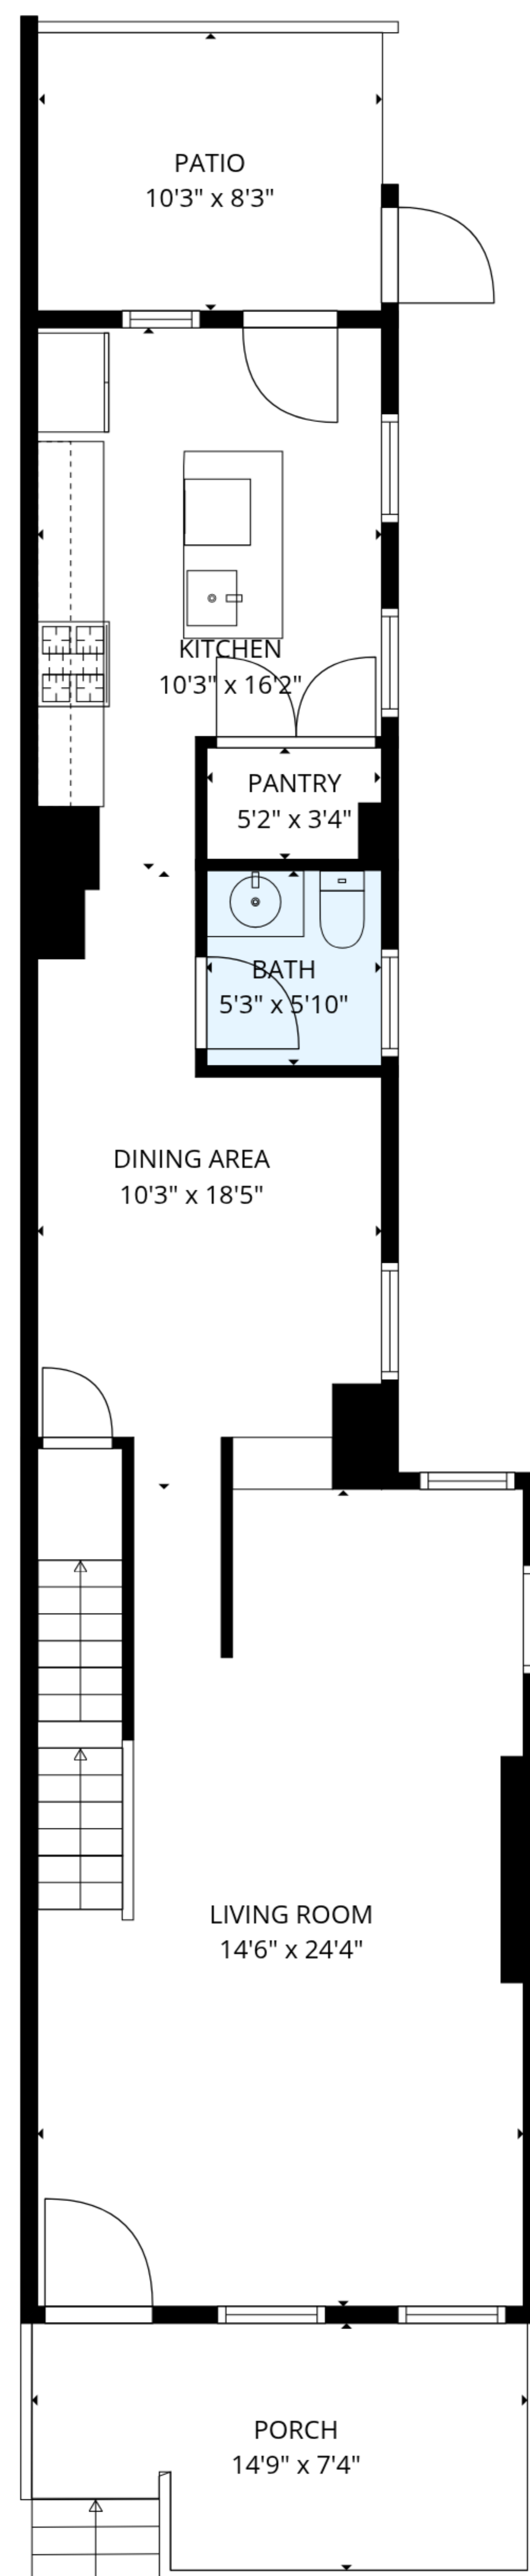 PATIO
10'3" x 8'3"
KITCHEN
10'3" x 16'2"
PANTRY
5'2" x 3'4"
BATH
5'3" x 5'10"
DINING AREA
10'3" x 18'5"
LIVING ROOM
14'6" x 24'4"
PORCH
14'9" x 7'4"